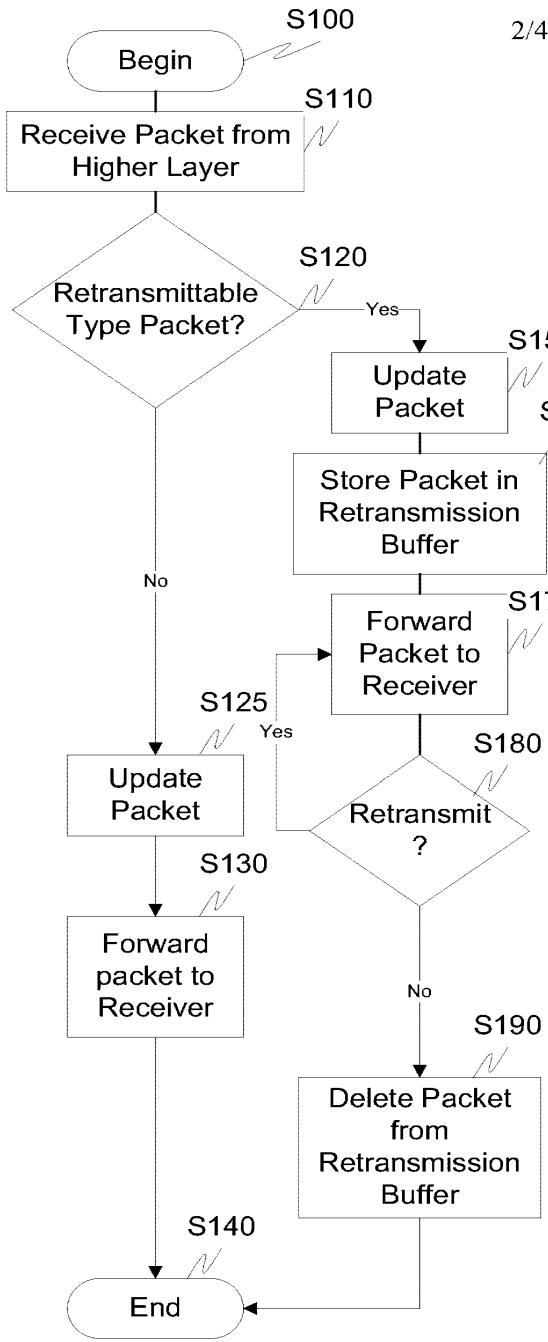 S100
2/4
Begin
S110
Receive Packet from
Higher Layer
S120
Retransmittable
Type Packet?
Yes
S15
Update
Packet
S
Store Packet in
Retransmission
Buffer
No
S17
Forward
Packet to
Receiver
S125
Yes
S180
Update
Packet
Retransmit
?
S130
Forward
packet to
Receiver
No
S190
Delete Packet
from
Retransmission
Buffer
S140
End